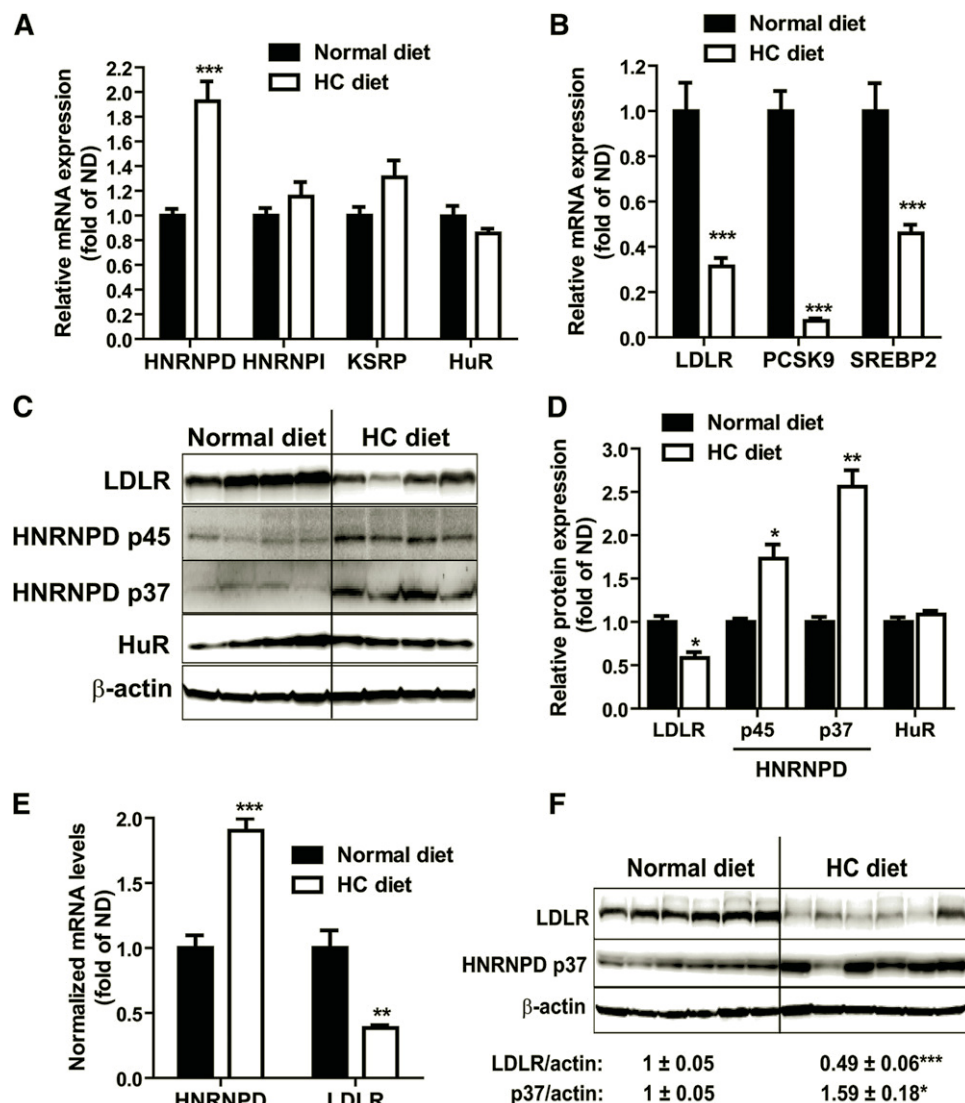 A
Normal diet
HC diet
Relative mRNA expression
(fold of ND)
2.2
2.0
1.8
1.6
1.4
1.2
1.0
0.8
0.6
0.4
0.2
0.0
***
HNRNPD HNRNPI KSRP HuR
B
Normal diet
HC diet
Relative mRNA expression
(fold of ND)
1.2
1.0
0.8
0.6
0.4
0.2
0.0
***
***
***
LDLR PCSK9 SREBP2
C
Normal diet HC diet
LDLR
HNRNPD p45
HNRNPD p37
HuR
β-actin
D
Normal diet
HC diet
Relative protein expression
(fold of ND)
3.0
2.5
2.0
1.5
1.0
0.5
0.0
*
*
**
LDLR p45 p37 HuR
HNRNPD
E
Normal diet
HC diet
Normalized mRNA levels
(fold of ND)
2.0
1.5
1.0
0.5
0.0
***
**
HNRNPD LDLR
F
Normal diet HC diet
LDLR
HNRNPD p37
β-actin
LDLR/actin: 1 ± 0.05 0.49 ± 0.06***
p37/actin: 1 ± 0.05 1.59 ± 0.18*